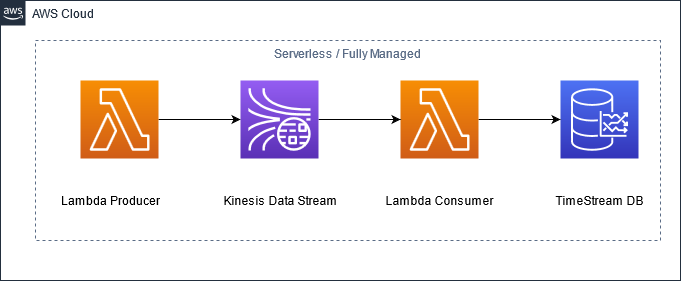 aws
AWS Cloud
Serverless / Fully Managed
Lambda Producer
Kinesis Data Stream
Lambda Consumer
TimeStream DB